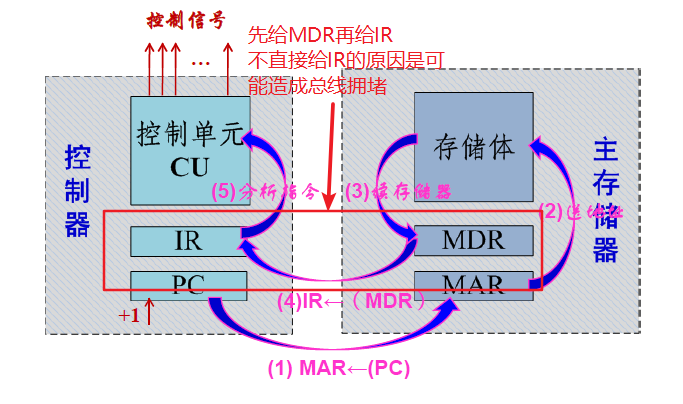 控制信号
先给MDR再给IR
不直接给IR的原因是可
能造成总线拥堵
...
控制器
控制单元
CU
存储体
主存储器
(5)分析指令
(3)读存储器
(2)送地址
IR
MDR
PC
MAR
+1
(4)IR←（MDR）
(1) MAR←(PC)